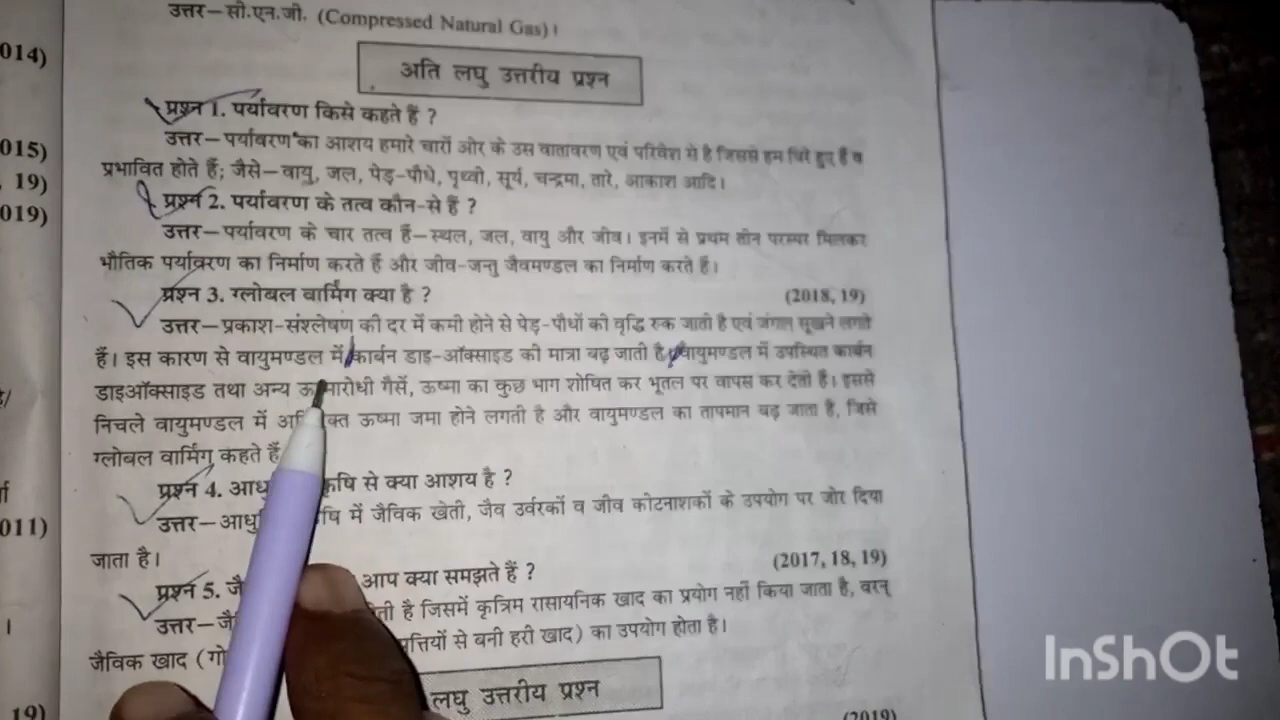 उत्तर– सी.एन.जी. (Compressed Natural Gas)।
014)
अति लघु उत्तरीय प्रश्न
प्रश्न 1. पर्यावरण किसे कहते हैं ?
015)
उत्तर– पर्यावरण का आशय हमारे चारों ओर के उस वातावरण एवं परिवेश से है जिससे हम घिरे हुए हैं व
, 19)
प्रभावित होते हैं; जैसे– वायु, जल, पेड़-पौधे, पृथ्वी, सूर्य, चन्द्रमा, तारे, आकाश आदि।
019)
प्रश्न 2. पर्यावरण के तत्व कौन-से हैं ?
उत्तर– पर्यावरण के चार तत्व हैं– स्थल, जल, वायु और जीव। इनमें से प्रथम तीन परस्पर मिलकर
भौतिक पर्यावरण का निर्माण करते हैं और जीव-जन्तु जैवमण्डल का निर्माण करते हैं।
प्रश्न 3. ग्लोबल वार्मिंग क्या है ? (2018, 19)
उत्तर– प्रकाश-संश्लेषण की दर में कमी होने से पेड़-पौधों की वृद्धि रुक जाती है एवं जंगल सूखने लगते
हैं। इस कारण से वायुमण्डल में कार्बन डाइ-ऑक्साइड की मात्रा बढ़ जाती है। वायुमण्डल में उपस्थित कार्बन
डाइऑक्साइड तथा अन्य ऊष्मारोधी गैसें, ऊष्मा का कुछ भाग शोषित कर भूतल पर वापस कर देती हैं। इससे
निचले वायुमण्डल में ऊष्मा जमा होने लगती है और वायुमण्डल का तापमान बढ़ जाता है, जिसे
ग्लोबल वार्मिंग कहते हैं
प्रश्न 4. आधु कृषि से क्या आशय है ?
011)
उत्तर– आधु षि में जैविक खेती, जैव उर्वरकों व जीव कीटनाशकों के उपयोग पर जोर दिया
जाता है।
प्रश्न 5. जै आप क्या समझते हैं ? (2017, 18, 19)
उत्तर– जै ती है जिसमें कृत्रिम रासायनिक खाद का प्रयोग नहीं किया जाता है, वरन्
जैविक खाद (गो पत्तियों से बनी हरी खाद) का उपयोग होता है।
लघु उत्तरीय प्रश्न
19)
(2019)
InShOt